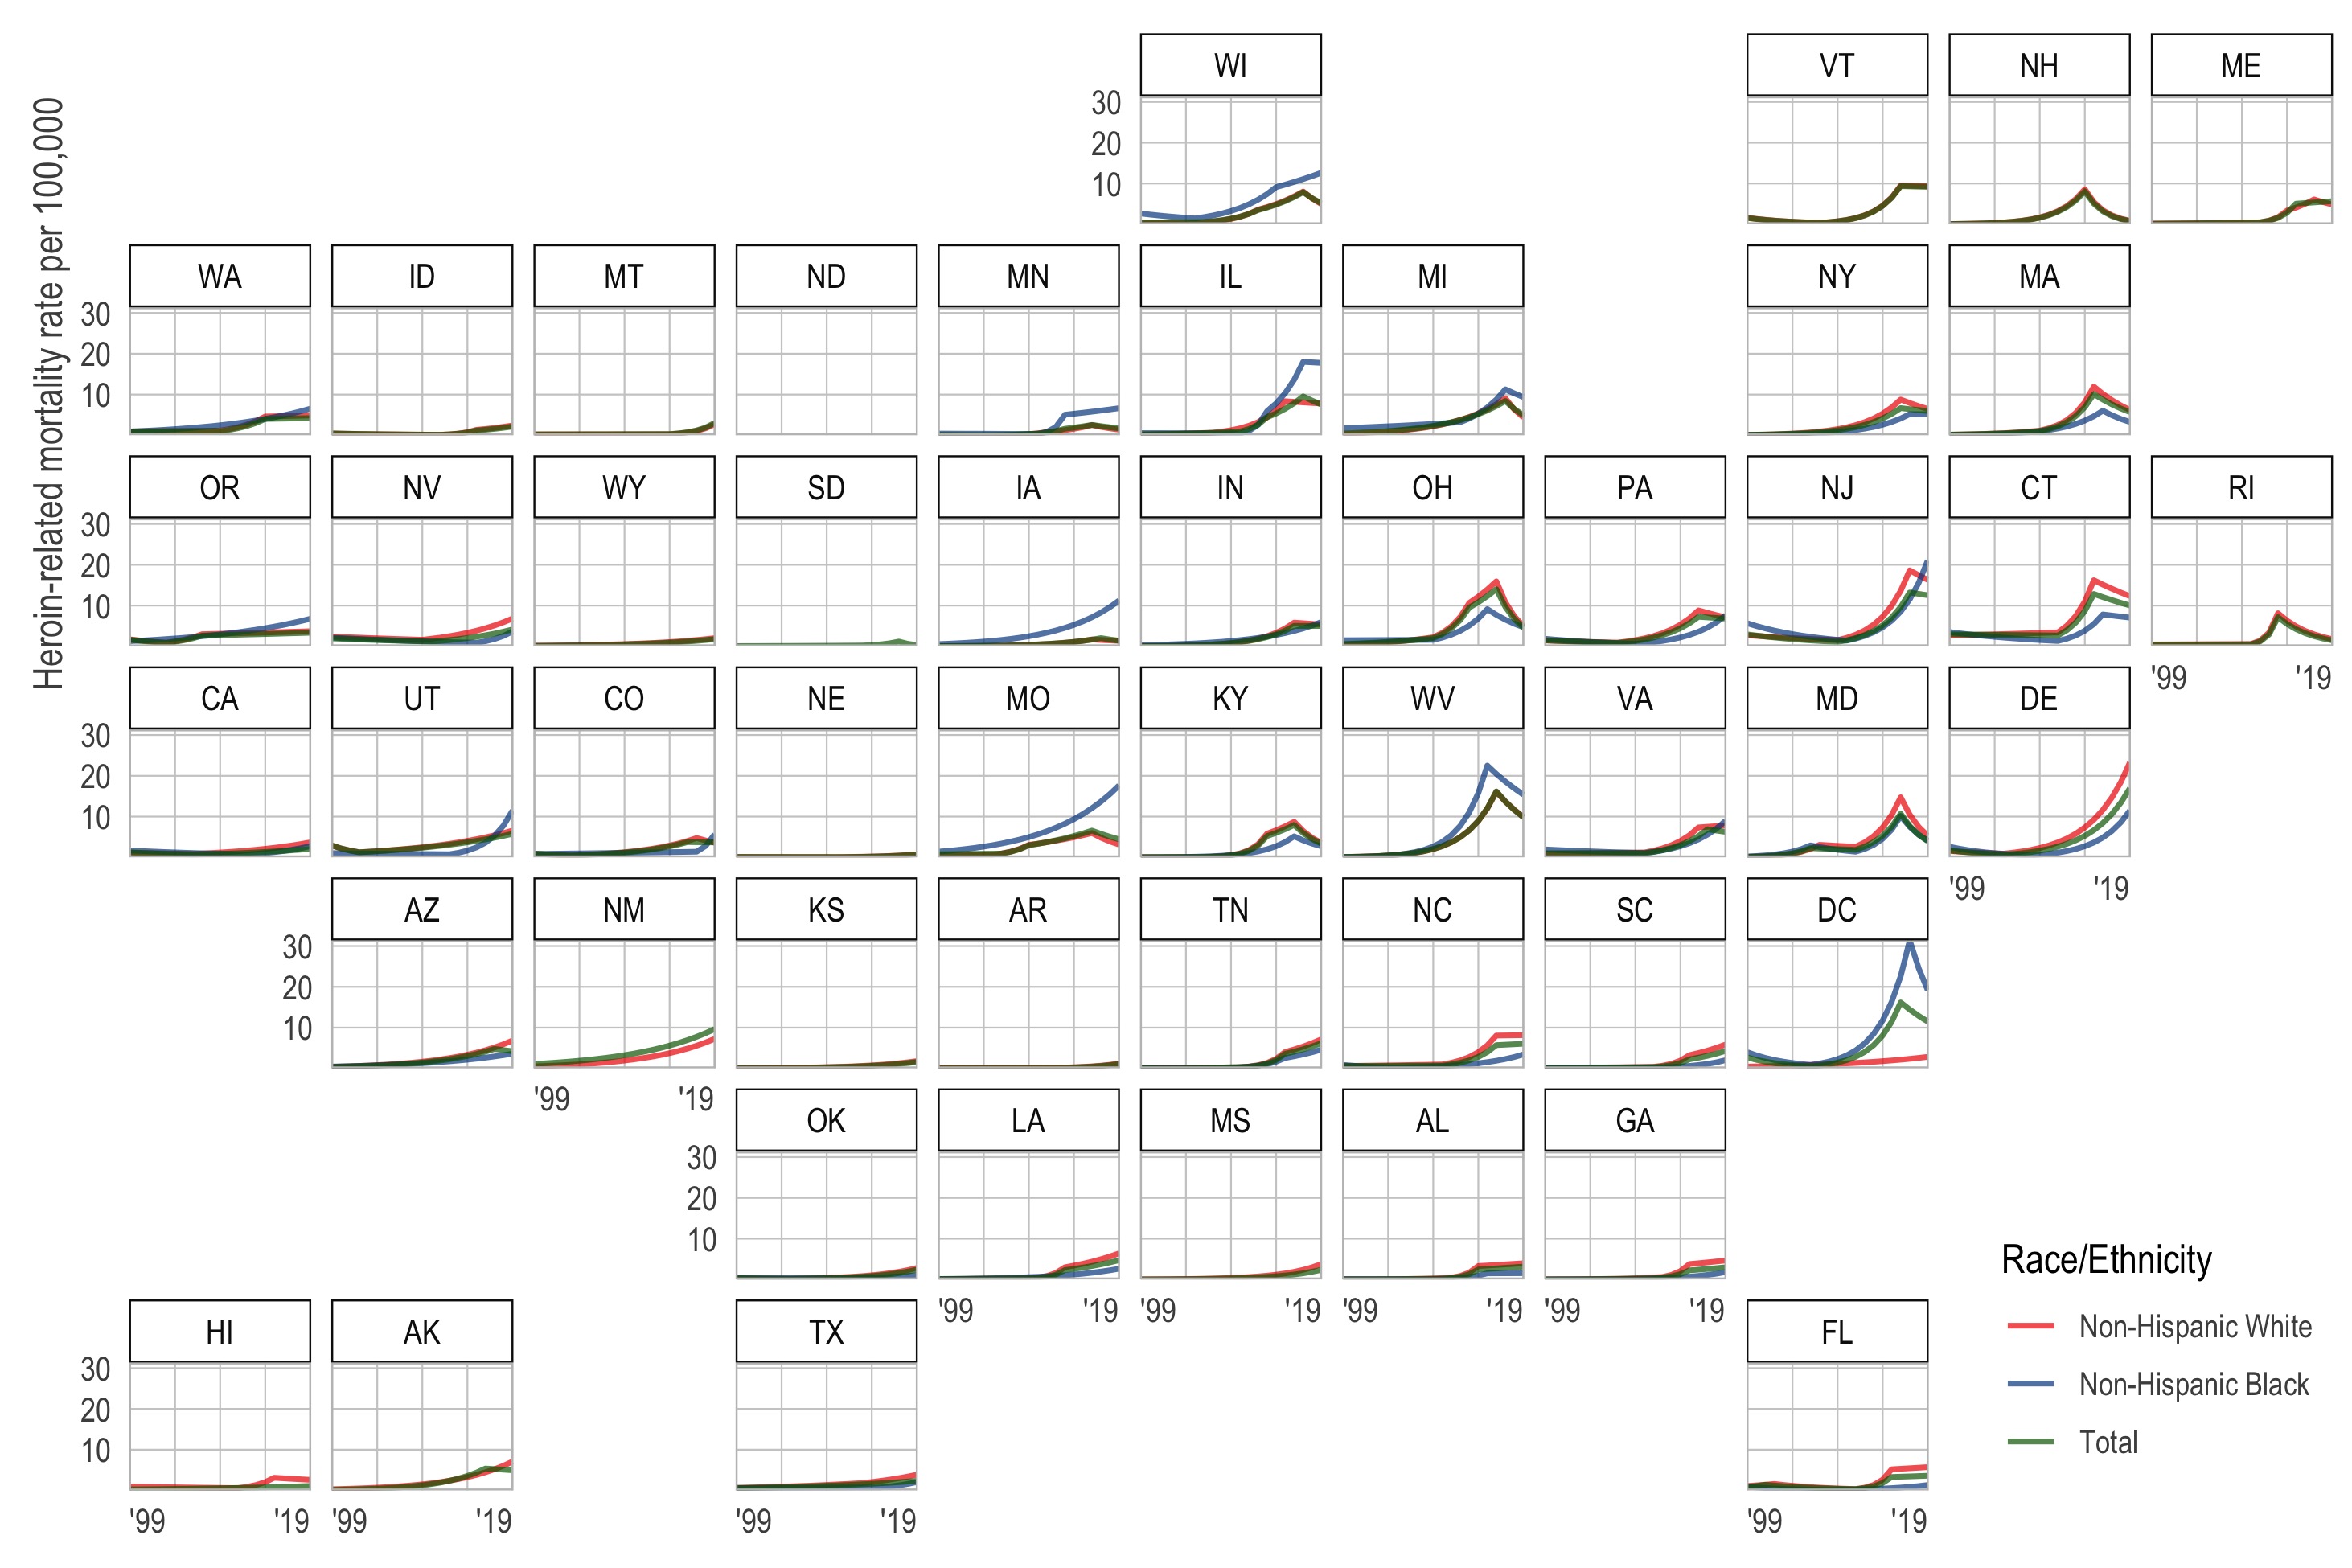 Heroin-related mortality rate per 100,000
WI VT NH ME
30
20
10
WA ID MT ND MN IL MI NY MA
30
20
10
OR NV WY SD IA IN OH PA NJ CT RI
30
20
10
'99 '19
CA UT CO NE MO KY WV VA MD DE
30
20
10
'99 '19
AZ NM KS AR TN NC SC DC
30
20
10
'99 '19
OK LA MS AL GA
30
20
10
'99 '19 '99 '19 '99 '19 '99 '19
HI AK TX FL
30
20
10
'99 '19 '99 '19 '99 '19 '99 '19
Race/Ethnicity
Non-Hispanic White
Non-Hispanic Black
Total